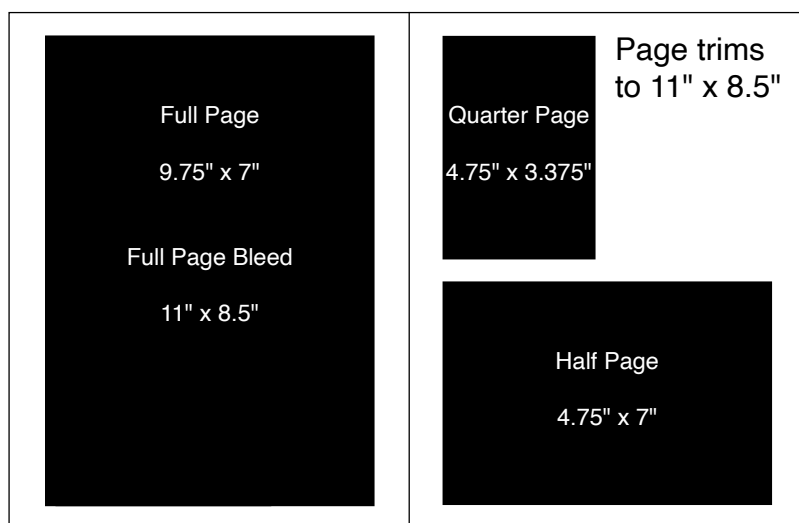 Full Page
9.75" x 7"
Full Page Bleed
11" x 8.5"
Quarter Page
4.75" x 3.375"
Page trims
to 11" x 8.5"
Half Page
4.75" x 7"